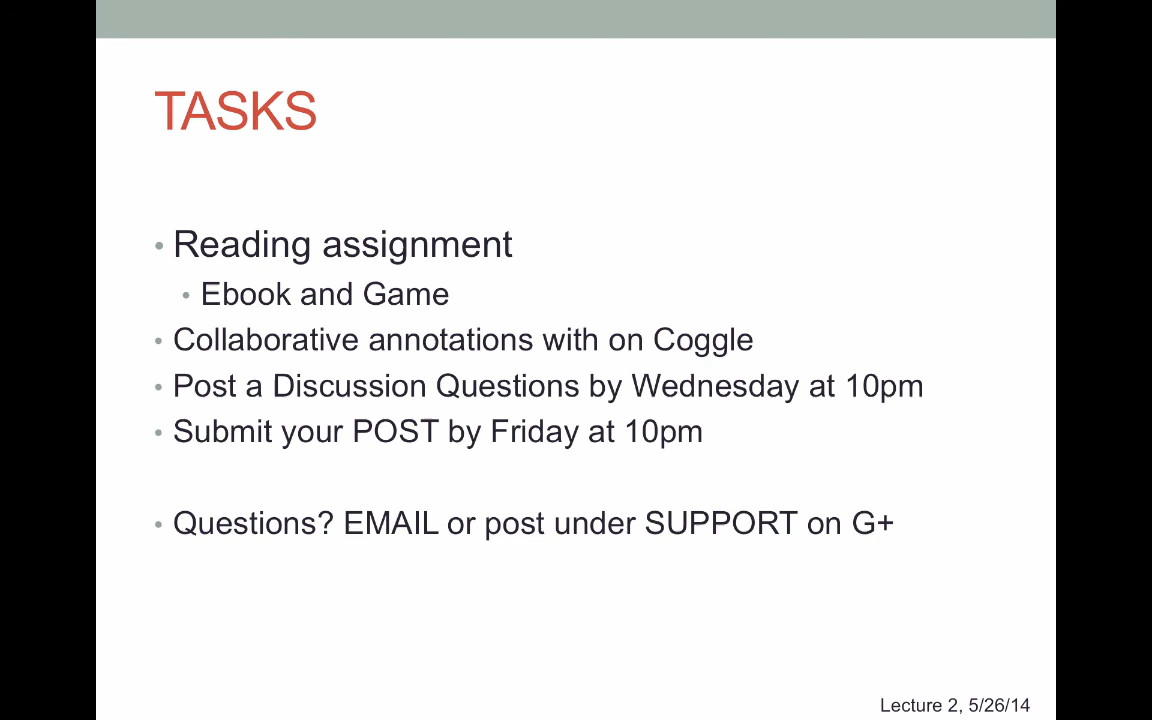 TASKS
• Reading assignment
• Ebook and Game
• Collaborative annotations with on Coggle
• Post a Discussion Questions by Wednesday at 10pm
• Submit your POST by Friday at 10pm
• Questions? EMAIL or post under SUPPORT on G+
Lecture 2, 5/26/14